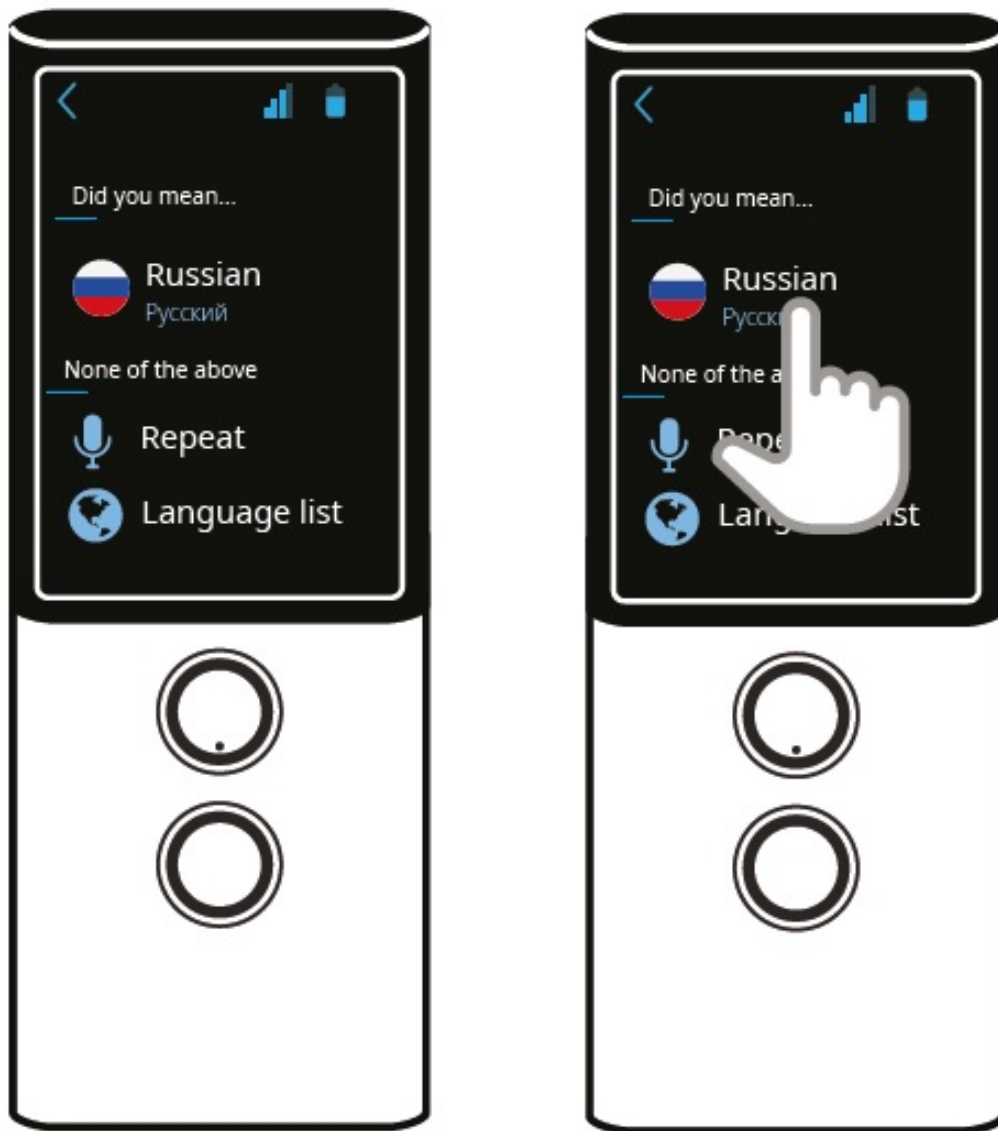 Did you mean...
Russian
Русский
None of the above
Repeat
Language list
Did you mean...
Russian
None of the